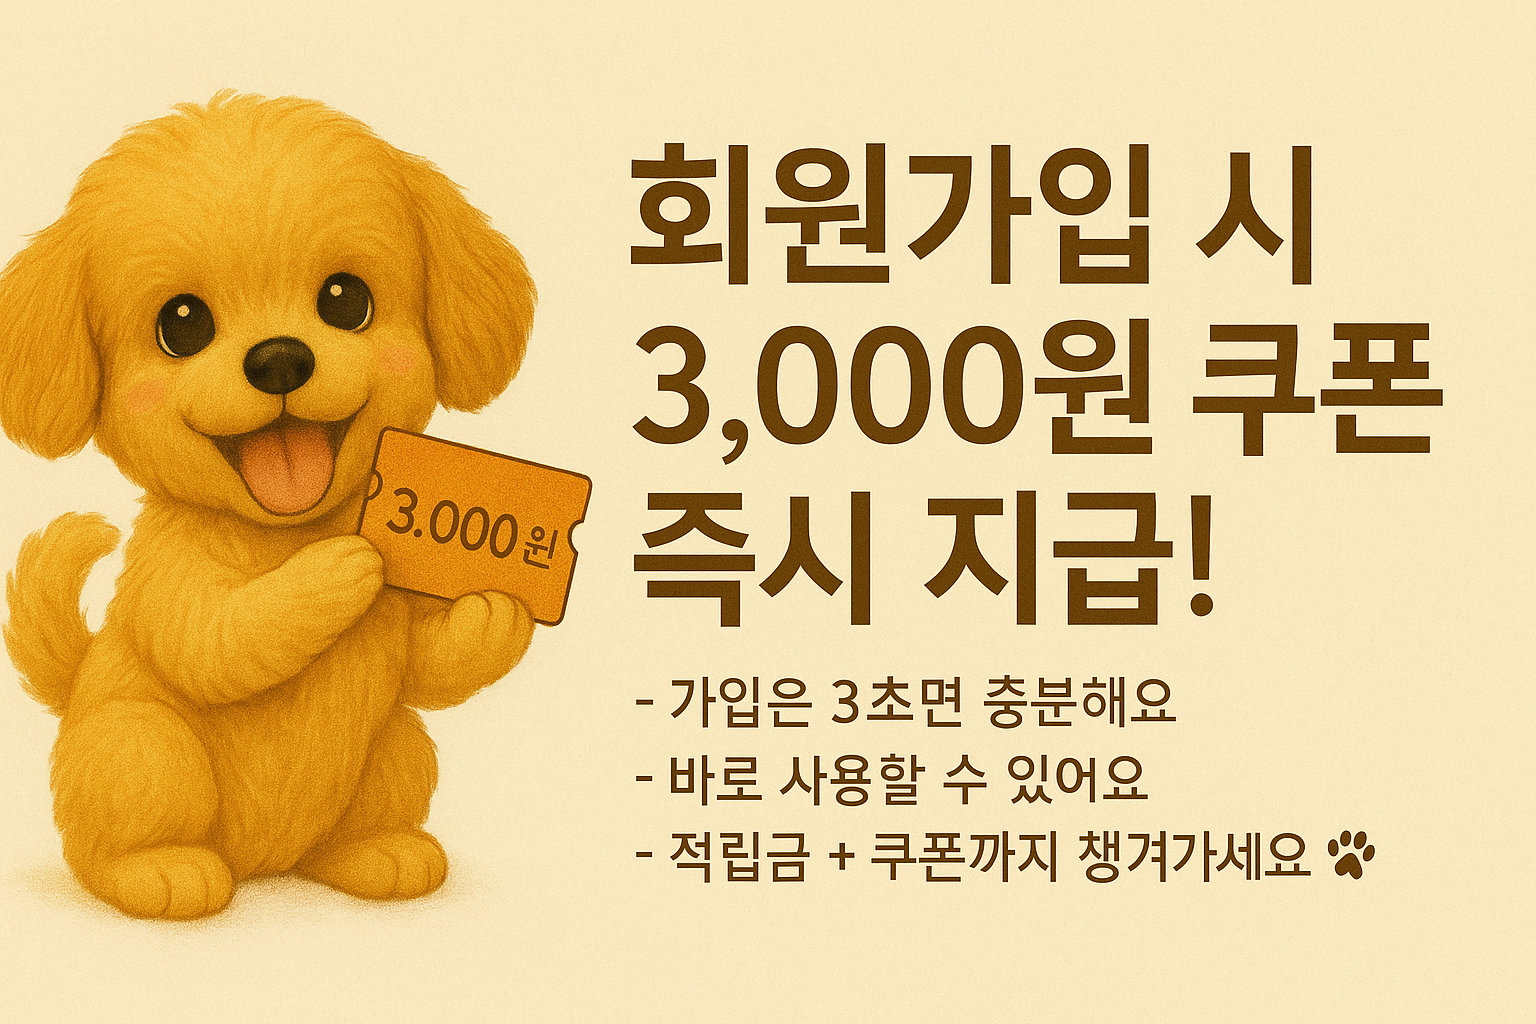 회원가입 시
3,000원 쿠폰
즉시 지급!
3.000원
- 가입은 3초면 충분해요
- 바로 사용할 수 있어요
- 적립금 + 쿠폰까지 챙겨가세요